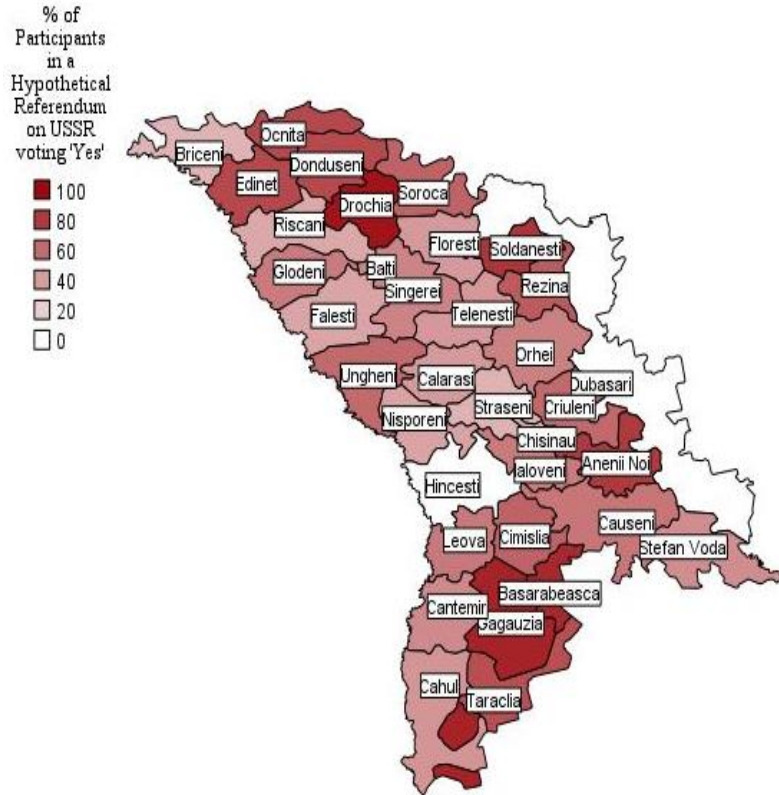 % of
Participants
in a
Hypothetical
Referendum
on USSR
voting 'Yes'
100
80
60
40
20
0
Ocnita
Briceni
Donduseni
Edinet
Soroca
Drochia
Riscani
Floresti
Soldanesti
Balti
Glodeni
Rezina
Singerei
Falesti
Telenesti
Orhei
Ungheni
Calarasi
Dubasari
Straseni
Criuleni
Nisporeni
Chisinau
Anenii Noi
Ialoveni
Hincesti
Causeni
Leova
Cimislia
Stefan Voda
Basarabeasca
Cantemir
Gagauzia
Cahul
Taraclia